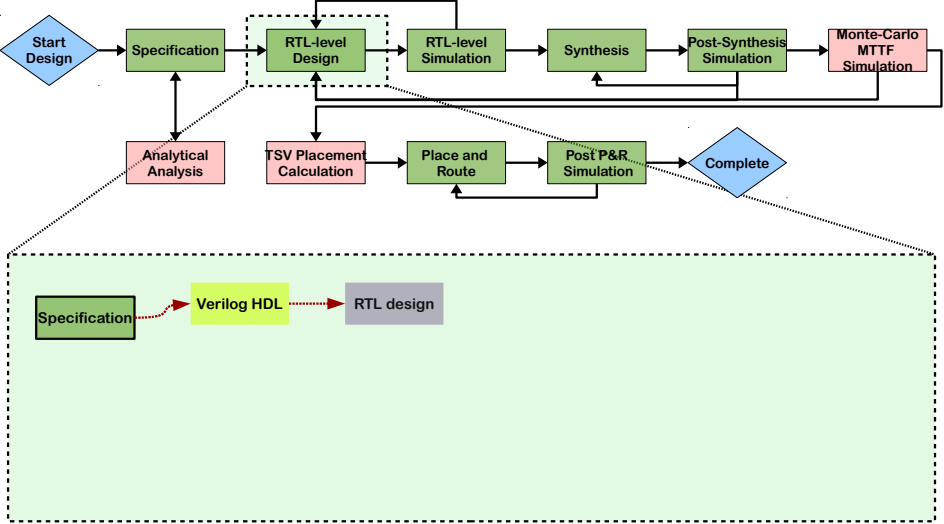 Start
Design
Specification
RTL-level
Design
RTL-level
Simulation
Synthesis
Post-Synthesis
Simulation
Monte-Carlo
MTTF
Simulation
Analytical
Analysis
TSV Placement
Calculation
Place and
Route
Post P&R
Simulation
Complete
Specification
Verilog HDL
RTL design